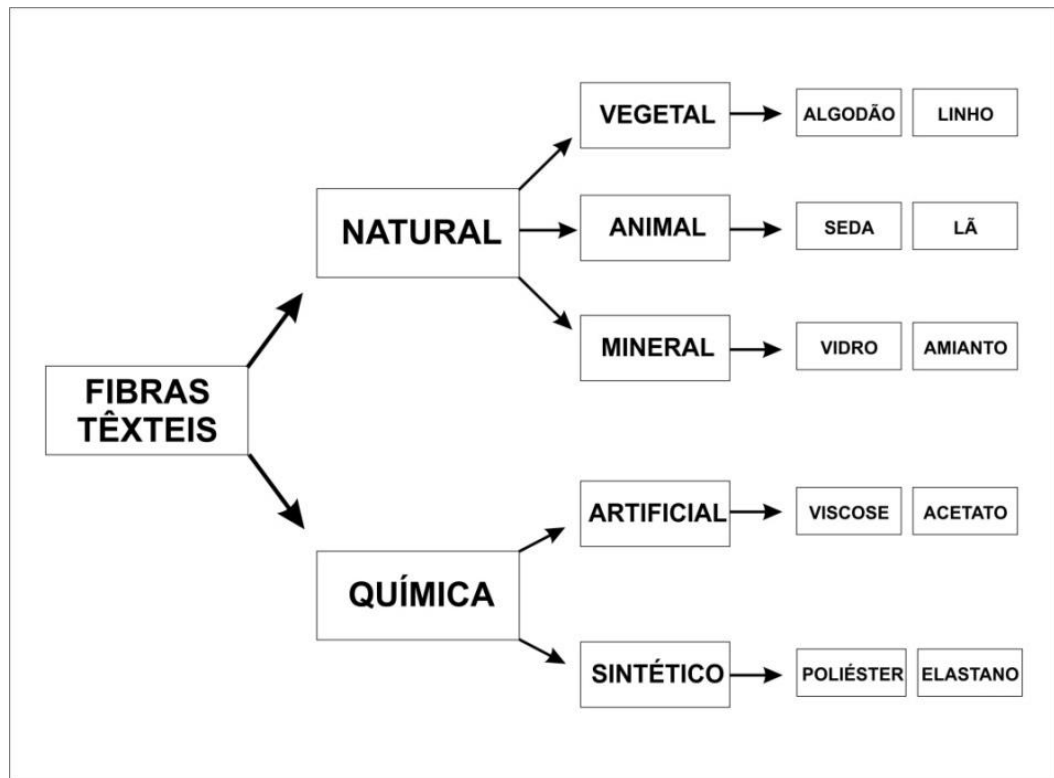 VEGETAL
ALGODÃO
LINHO
NATURAL
ANIMAL
SEDA
LÃ
MINERAL
VIDRO
AMIANTO
FIBRAS
TÊXTEIS
ARTIFICIAL
VISCOSE
ACETATO
QUÍMICA
SINTÉTICO
POLIÉSTER
ELASTANO